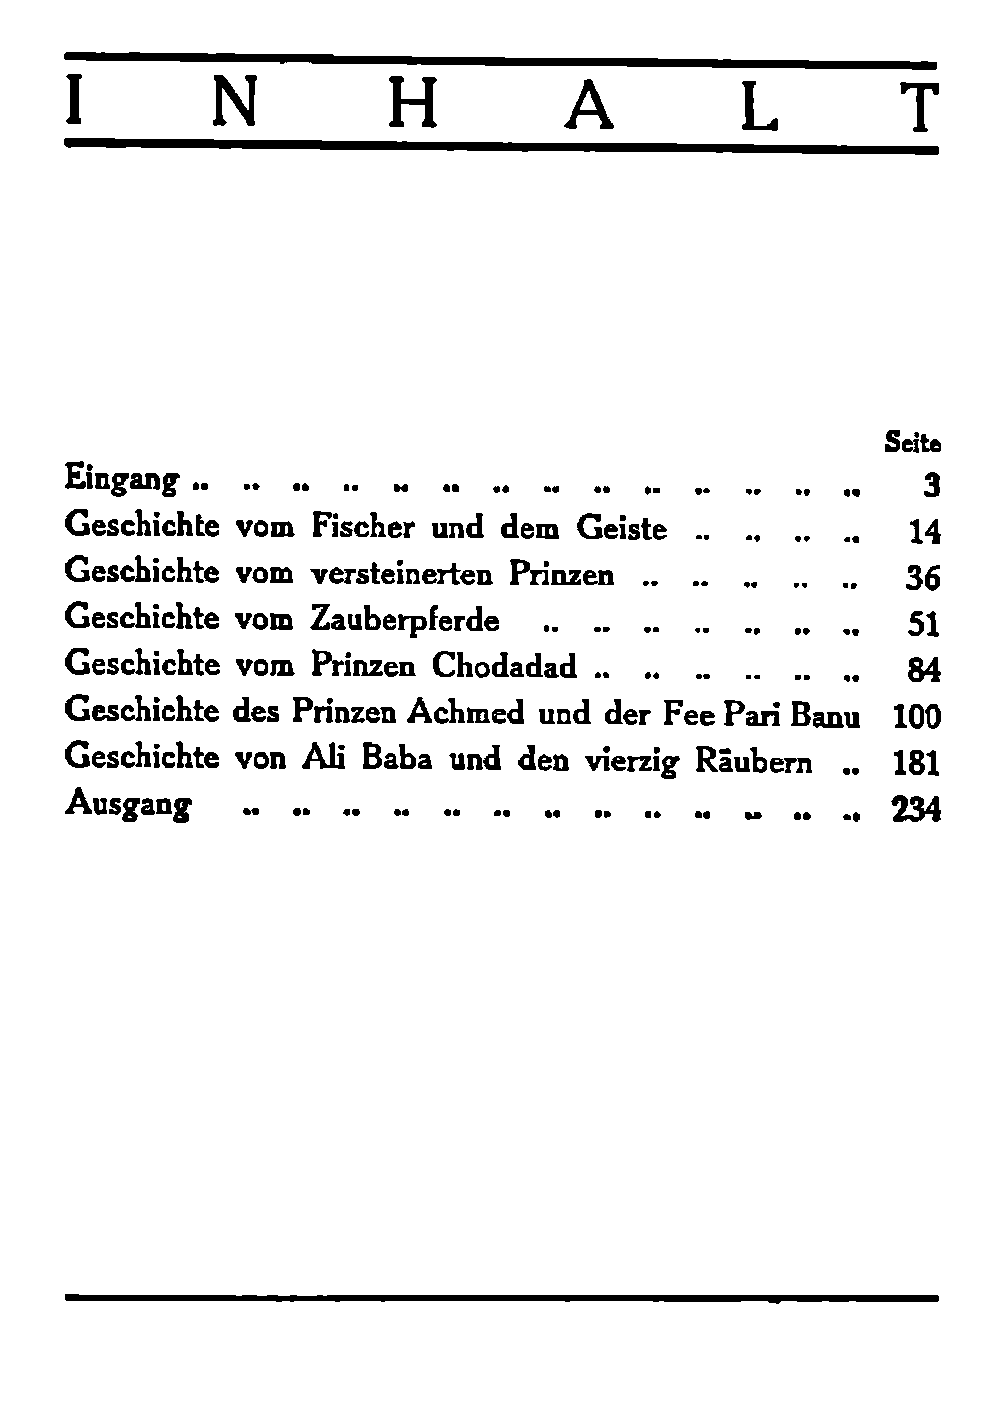 INHALT
Seite
Eingang .. .. .. .. .. .. .. .. .. .. .. .. .. .. 3
Geschichte vom Fischer und dem Geiste .. .. .. .. 14
Geschichte vom versteinerten Prinzen .. .. .. .. .. 36
Geschichte vom Zauberpferde .. .. .. .. .. .. .. 51
Geschichte vom Prinzen Chodadad .. .. .. .. .. .. 84
Geschichte des Prinzen Achmed und der Fee Pari Banu 100
Geschichte von Ali Baba und den vierzig Räubern .. 181
Ausgang .. .. .. .. .. .. .. .. .. .. .. .. .. 234